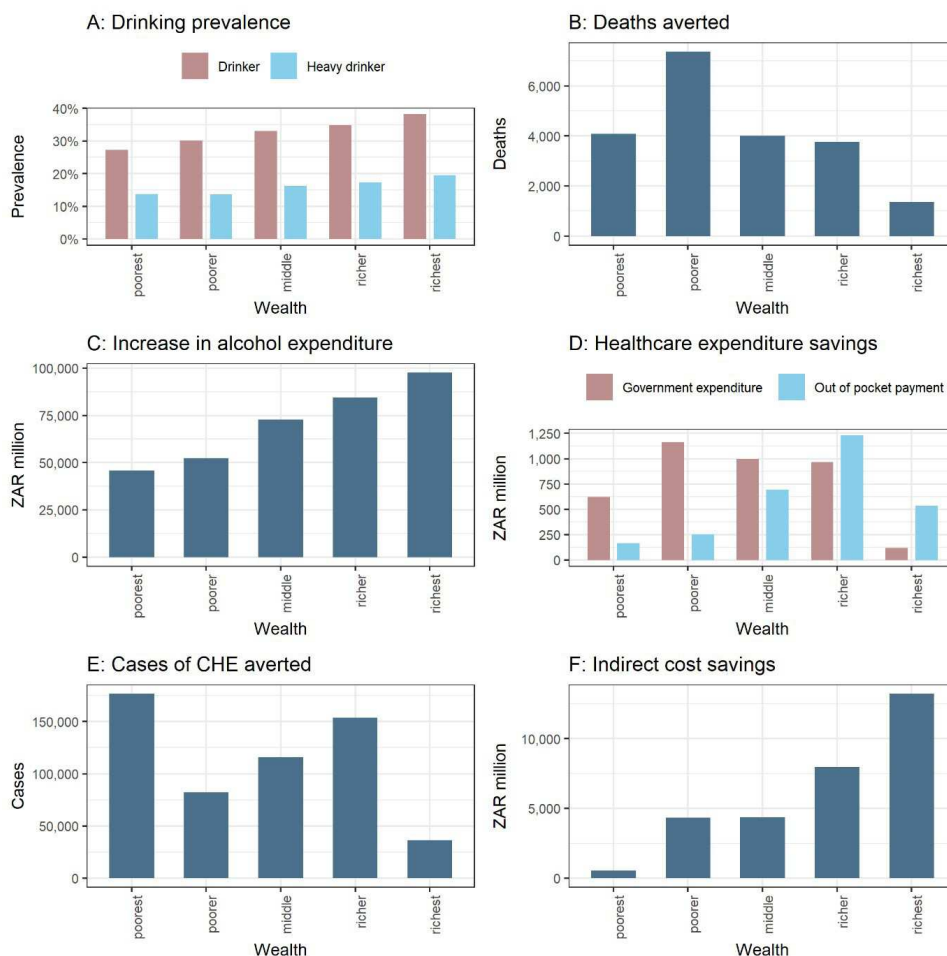 A: Drinking prevalence
Drinker Heavy drinker
Prevalence
40%
30%
20%
10%
0%
poorest poorer middle richer richest
Wealth
B: Deaths averted
Deaths
6,000
4,000
2,000
0
poorest poorer middle richer richest
Wealth
C: Increase in alcohol expenditure
ZAR million
100,000
75,000
50,000
25,000
0
poorest poorer middle richer richest
Wealth
D: Healthcare expenditure savings
Government expenditure Out of pocket payment
ZAR million
1,250
1,000
750
500
250
0
poorest poorer middle richer richest
Wealth
E: Cases of CHE averted
Cases
150,000
100,000
50,000
0
poorest poorer middle richer richest
Wealth
F: Indirect cost savings
ZAR million
10,000
5,000
0
poorest poorer middle richer richest
Wealth